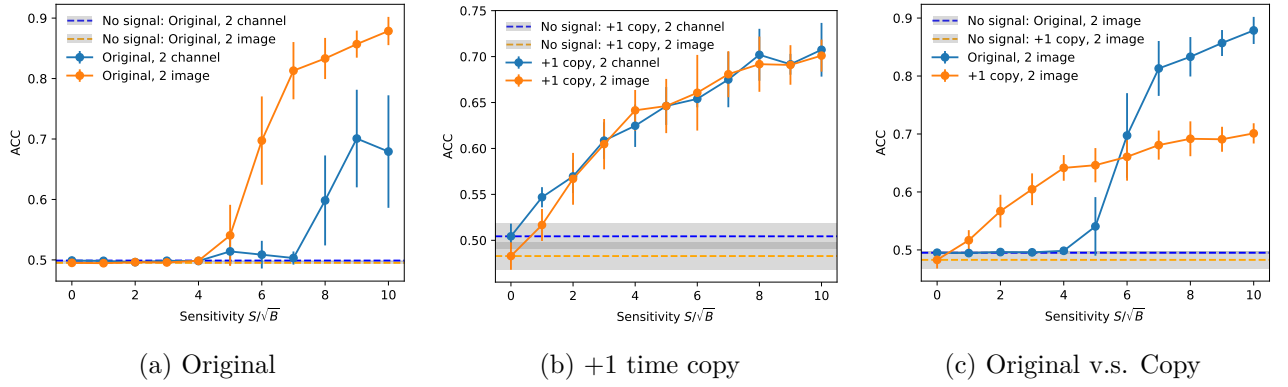 No signal: Original, 2 channel
No signal: Original, 2 image
Original, 2 channel
Original, 2 image
0.9
0.8
0.7
0.6
0.5
ACC
0 2 4 6 8 10
Sensitivity S/√B
(a) Original
No signal: +1 copy, 2 channel
No signal: +1 copy, 2 image
+1 copy, 2 channel
+1 copy, 2 image
0.75
0.70
0.65
0.60
0.55
0.50
ACC
0 2 4 6 8 10
Sensitivity S/√B
(b) +1 time copy
No signal: Original, 2 image
No signal: +1 copy, 2 image
Original, 2 image
+1 copy, 2 image
0.9
0.8
0.7
0.6
0.5
ACC
0 2 4 6 8 10
Sensitivity S/√B
(c) Original v.s. Copy